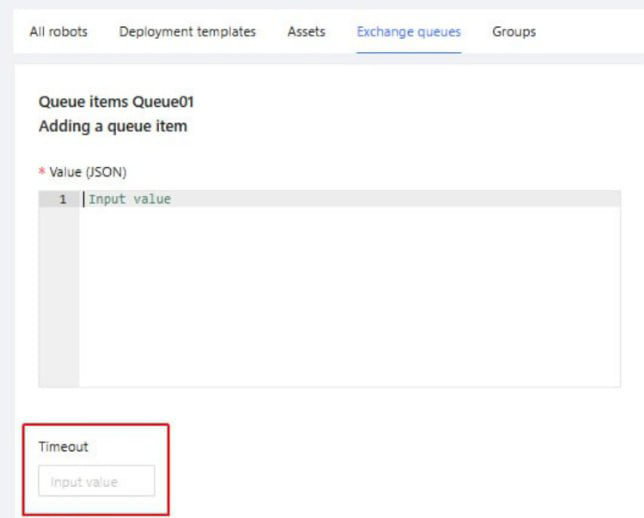 All robots Deployment templates Assets Exchange queues Groups
Queue items Queue01
Adding a queue item
* Value (JSON)
1 Input value
Timeout
Input value